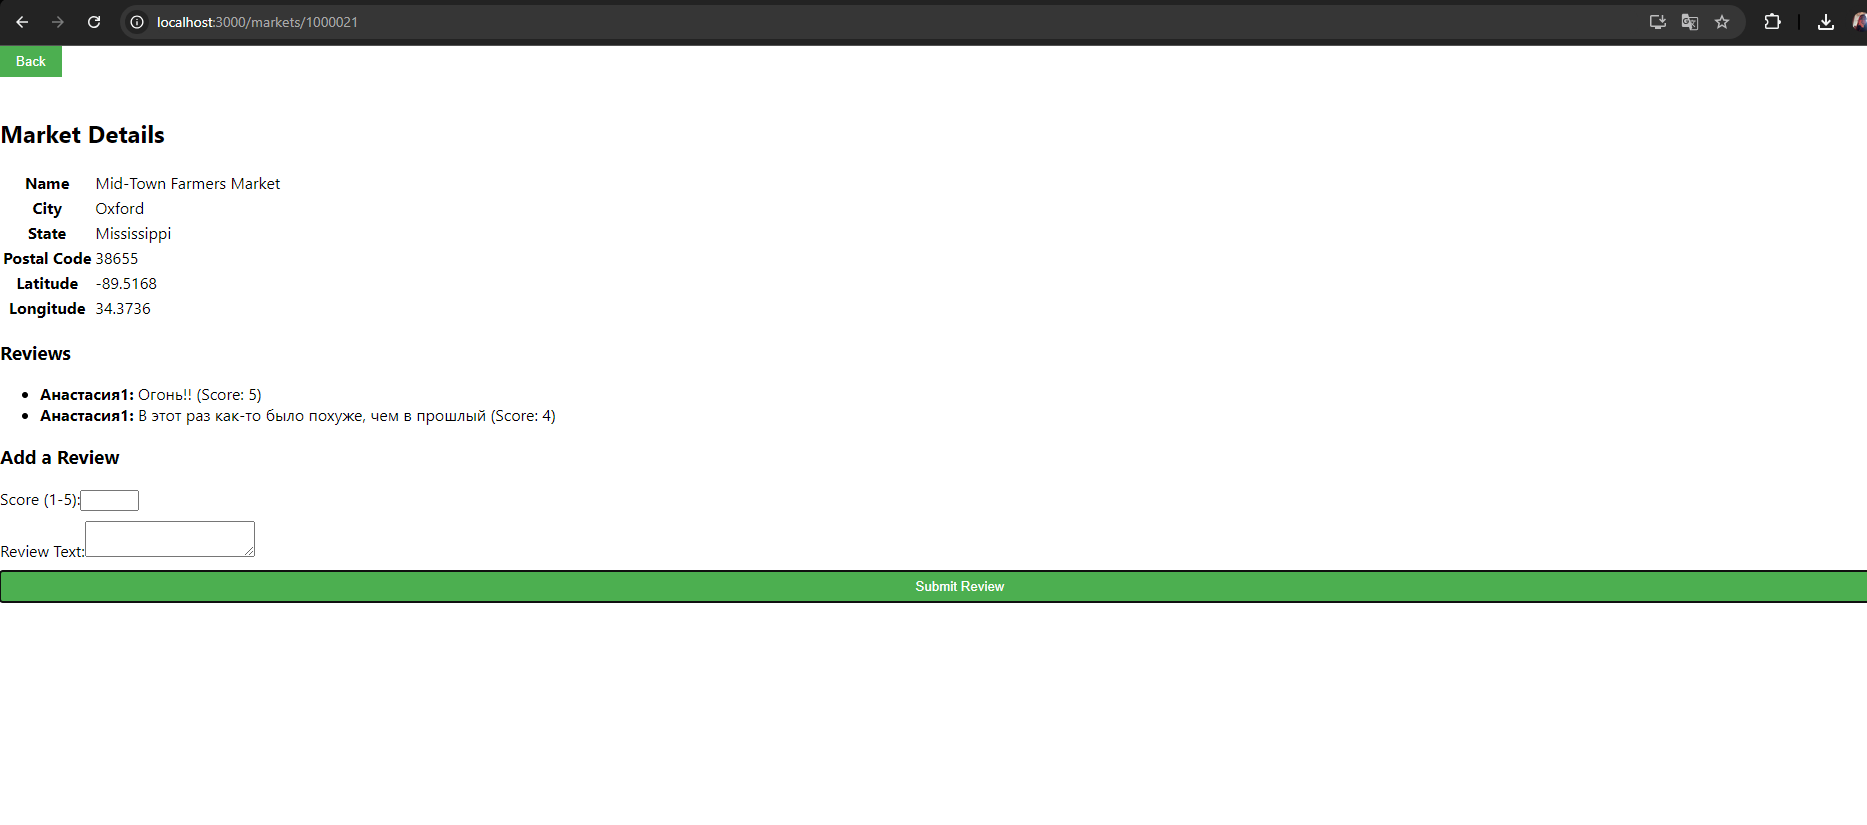 localhost:3000/markets/1000021
Back
Market Details
Name Mid-Town Farmers Market
City Oxford
State Mississippi
Postal Code 38655
Latitude -89.5168
Longitude 34.3736
Reviews
Анастасия1: Огонь!! (Score: 5)
Анастасия1: В этот раз как-то было похуже, чем в прошлый (Score: 4)
Add a Review
Score (1-5):
Review Text:
Submit Review